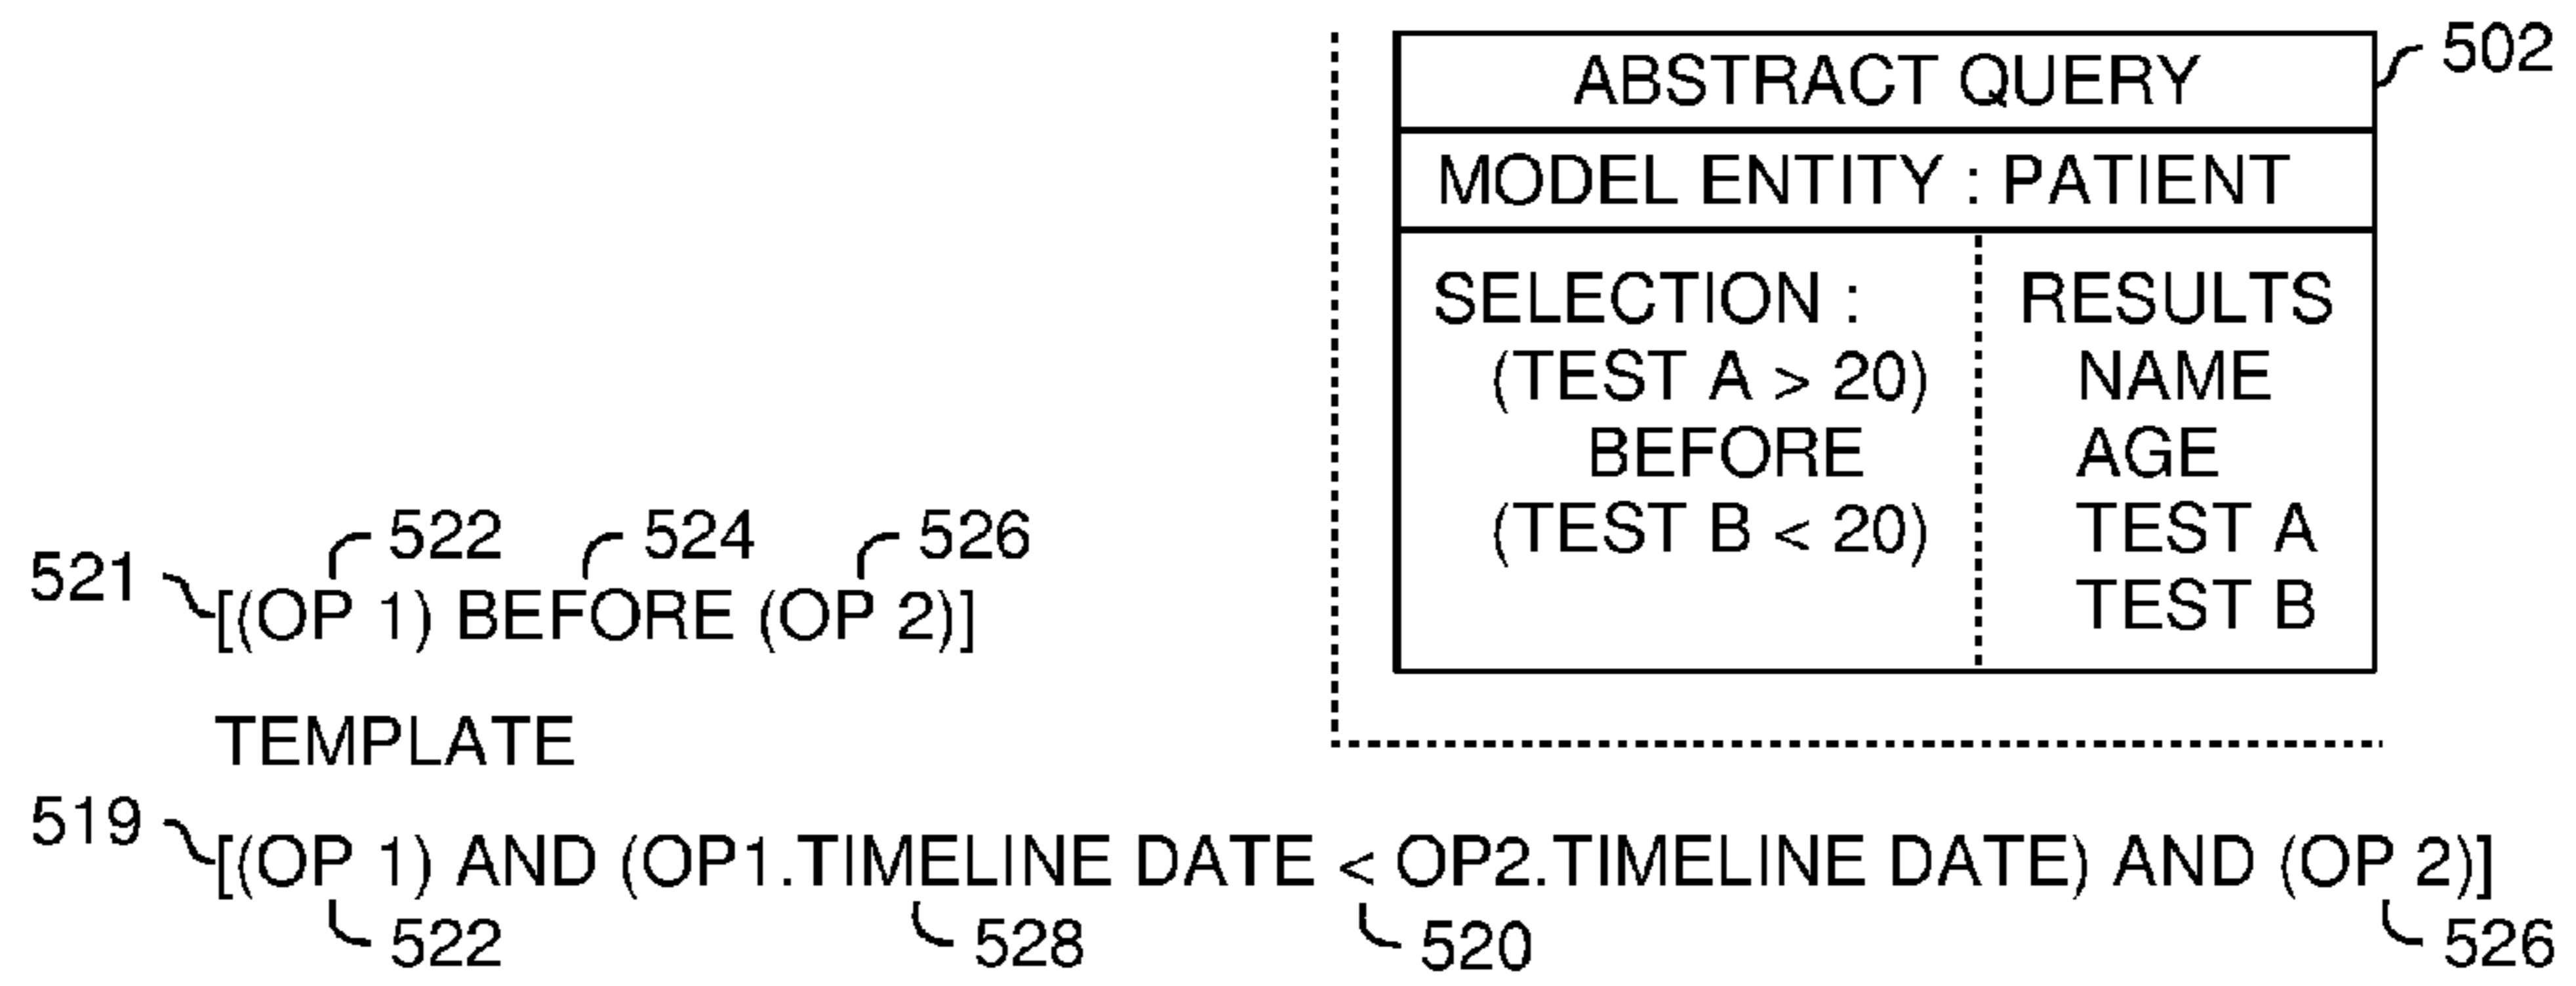 ABSTRACT QUERY
502
MODEL ENTITY : PATIENT
SELECTION :
(TEST A > 20)
BEFORE
(TEST B < 20)
RESULTS
NAME
AGE
TEST A
TEST B
522 524 526
521
[(OP 1) BEFORE (OP 2)]
TEMPLATE
519
[(OP 1) AND (OP1.TIMELINE DATE < OP2.TIMELINE DATE) AND (OP 2)]
522 528 520 526